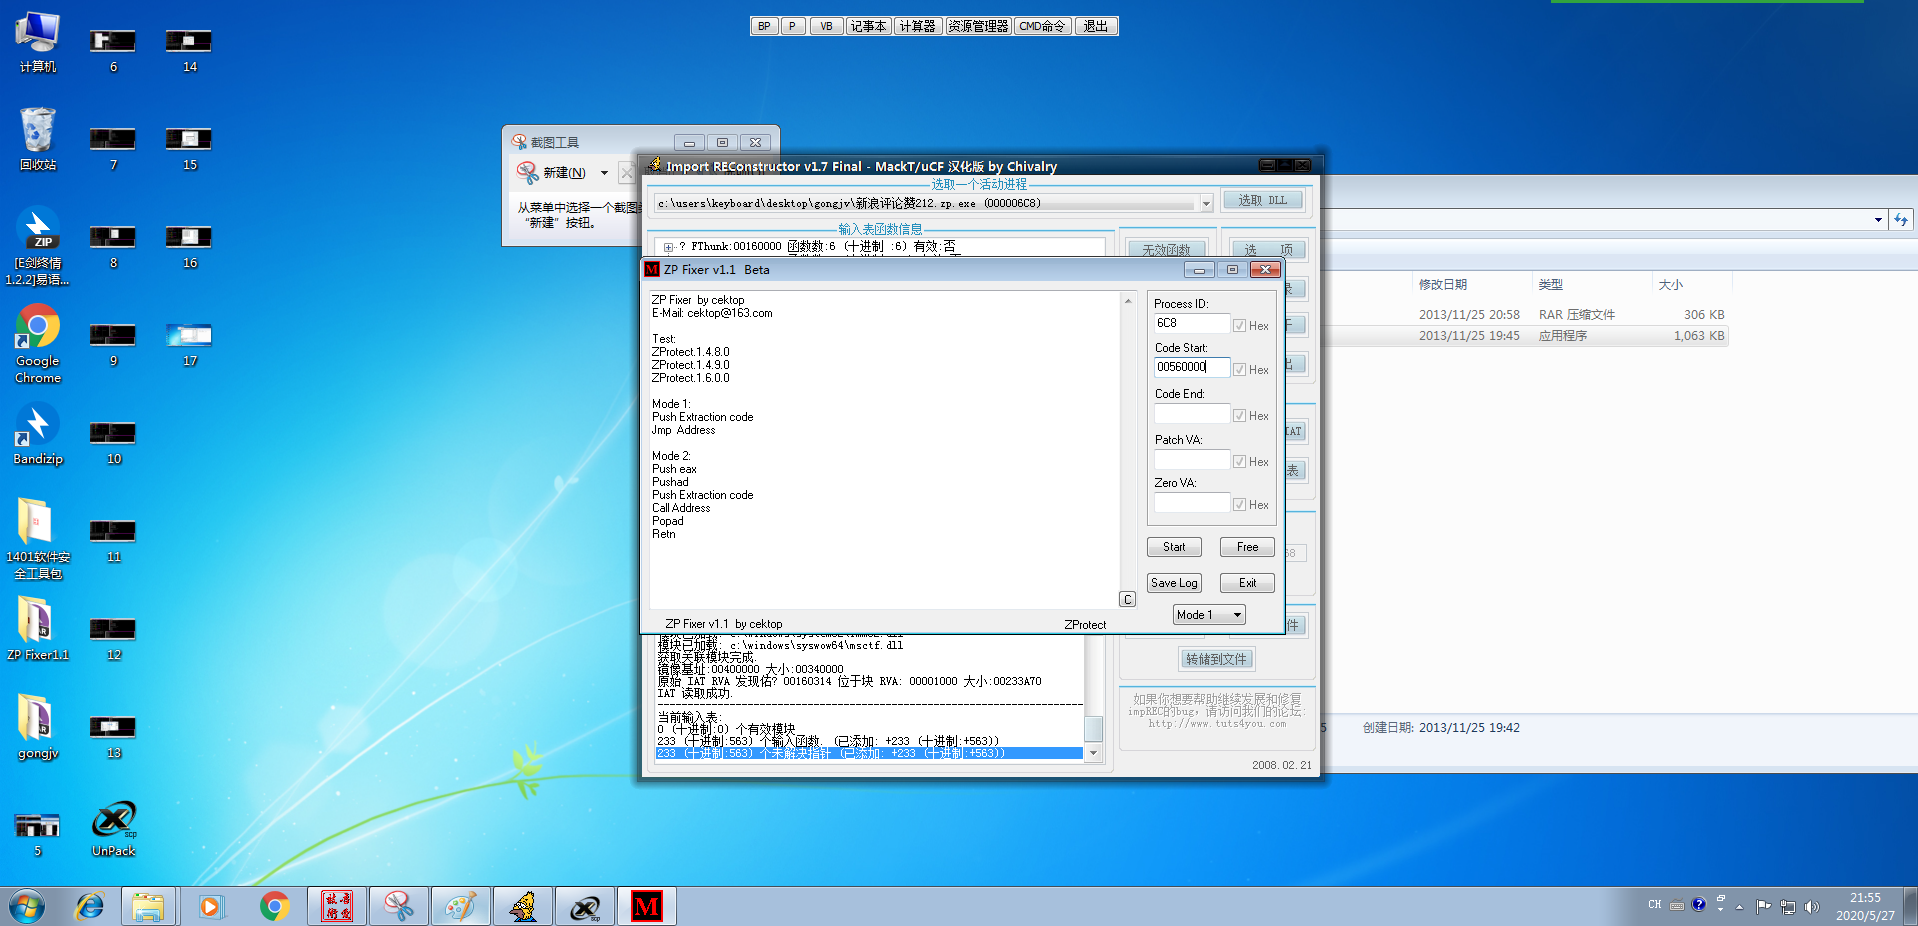 BP P VB 记事本 计算器 资源管理器 CMD命令 退出
计算机
6
14
回收站
7
15
ZIP
[E剑终情
1.2.2]易语...
8
16
Google
Chrome
9
17
Bandizip
10
1401软件安
全工具包
11
ZP Fixer1.1
12
gongjv
13
5
UnPack
截图工具
新建(N)
从菜单中选择一个截图
“新建”按钮。
Import REConstructor v1.7 Final - MackT/uCF 汉化版 by Chivalry
选取一个活动进程
c:\users\keyboard\desktop\gongjv\新浪评论赞212.zp.exe (000006C8)
选取 DLL
输入表函数信息
? FThunk:00160000 函数数:6 (十进制 :6) 有效:否
无效函数
选 项
ZP Fixer v1.1 Beta
ZP Fixer by cektop
E-Mail: cektop@163.com
Test:
ZProtect.1.4.8.0
ZProtect.1.4.9.0
ZProtect.1.6.0.0
Mode 1:
Push Extraction code
Jmp Address
Mode 2:
Push eax
Pushad
Push Extraction code
Call Address
Popad
Retn
C
ZP Fixer v1.1 by cektop
ZProtect
Process ID:
6C8
Hex
Code Start:
00560000
Hex
Code End:
Hex
Patch VA:
Hex
Zero VA:
Hex
Start
Free
Save Log
Exit
Mode 1
录
IAT
表
件
模块已加载: c:\windows\syswow64\msctf.dll
获取关联模块完成.
镜像基址:00400000 大小:00340000
原始 IAT RVA 发现佑? 00160314 位于块 RVA: 00001000 大小:00233A70
IAT 读取成功.
当前输入表:
0 (十进制:0) 个有效模块
233 (十进制:563) 个输入函数. (已添加: +233 (十进制:+563))
233 (十进制:563) 个未解决指针 (已添加: +233 (十进制:+563))
转储到文件
如果你想要帮助继续发展和修复
impREC的bug, 请访问我们的论坛:
http://www.tuts4you.com
2008.02.21
修改日期 类型 大小
2013/11/25 20:58 RAR 压缩文件 306 KB
2013/11/25 19:45 应用程序 1,063 KB
5 创建日期: 2013/11/25 19:42
CH
21:55
2020/5/27